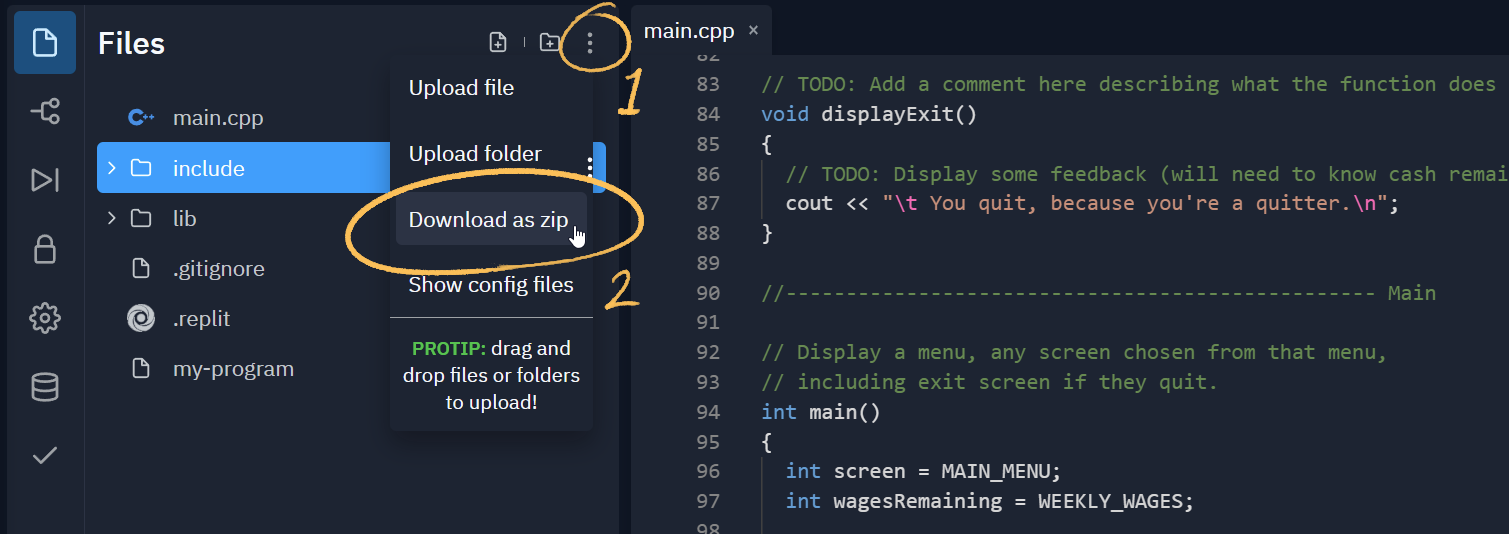 Files
main.cpp
include
lib
.gitignore
.replit
my-program
1
Upload file
Upload folder
Download as zip
2
Show config files
PROTIP: drag and
drop files or folders
to upload!
main.cpp ×
82
83 // TODO: Add a comment here describing what the function does
84 void displayExit()
85 {
86 // TODO: Display some feedback (will need to know cash remai
87 cout << "\t You quit, because you're a quitter.\n";
88 }
89
90 //------------------------------------------------- Main
91
92 // Display a menu, any screen chosen from that menu,
93 // including exit screen if they quit.
94 int main()
95 {
96 int screen = MAIN_MENU;
97 int wagesRemaining = WEEKLY_WAGES;
98